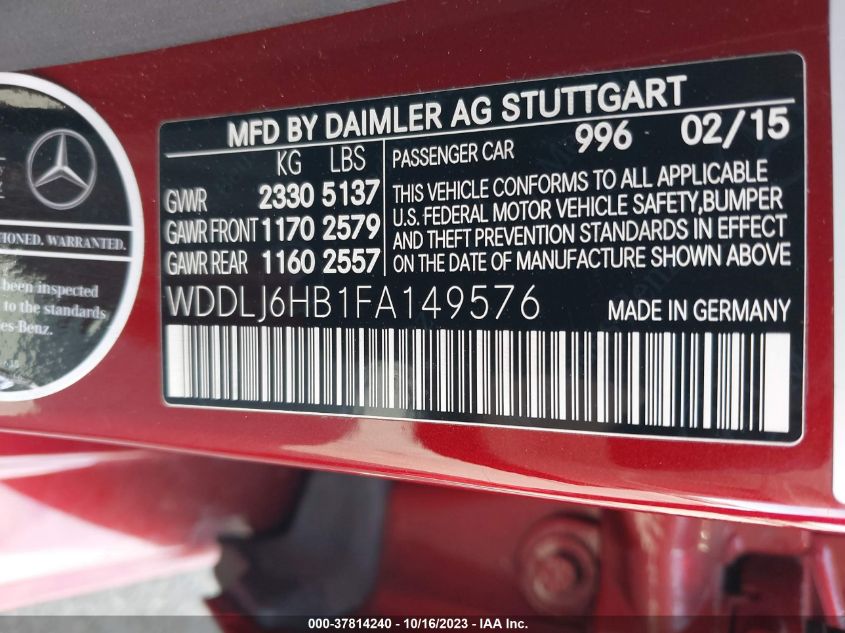 MFD BY DAIMLER AG STUTTGART
KG LBS
GVWR 2330 5137
GAWR FRONT 1170 2579
GAWR REAR 1160 2557
PASSENGER CAR 996 02/15
THIS VEHICLE CONFORMS TO ALL APPLICABLE
U.S. FEDERAL MOTOR VEHICLE SAFETY, BUMPER
AND THEFT PREVENTION STANDARDS IN EFFECT
ON THE DATE OF MANUFACTURE SHOWN ABOVE
WDDLJ6HB1FA149576 MADE IN GERMANY
WARRANTED.
been inspected
to the standards
000-37814240 - 10/16/2023 - IAA Inc.